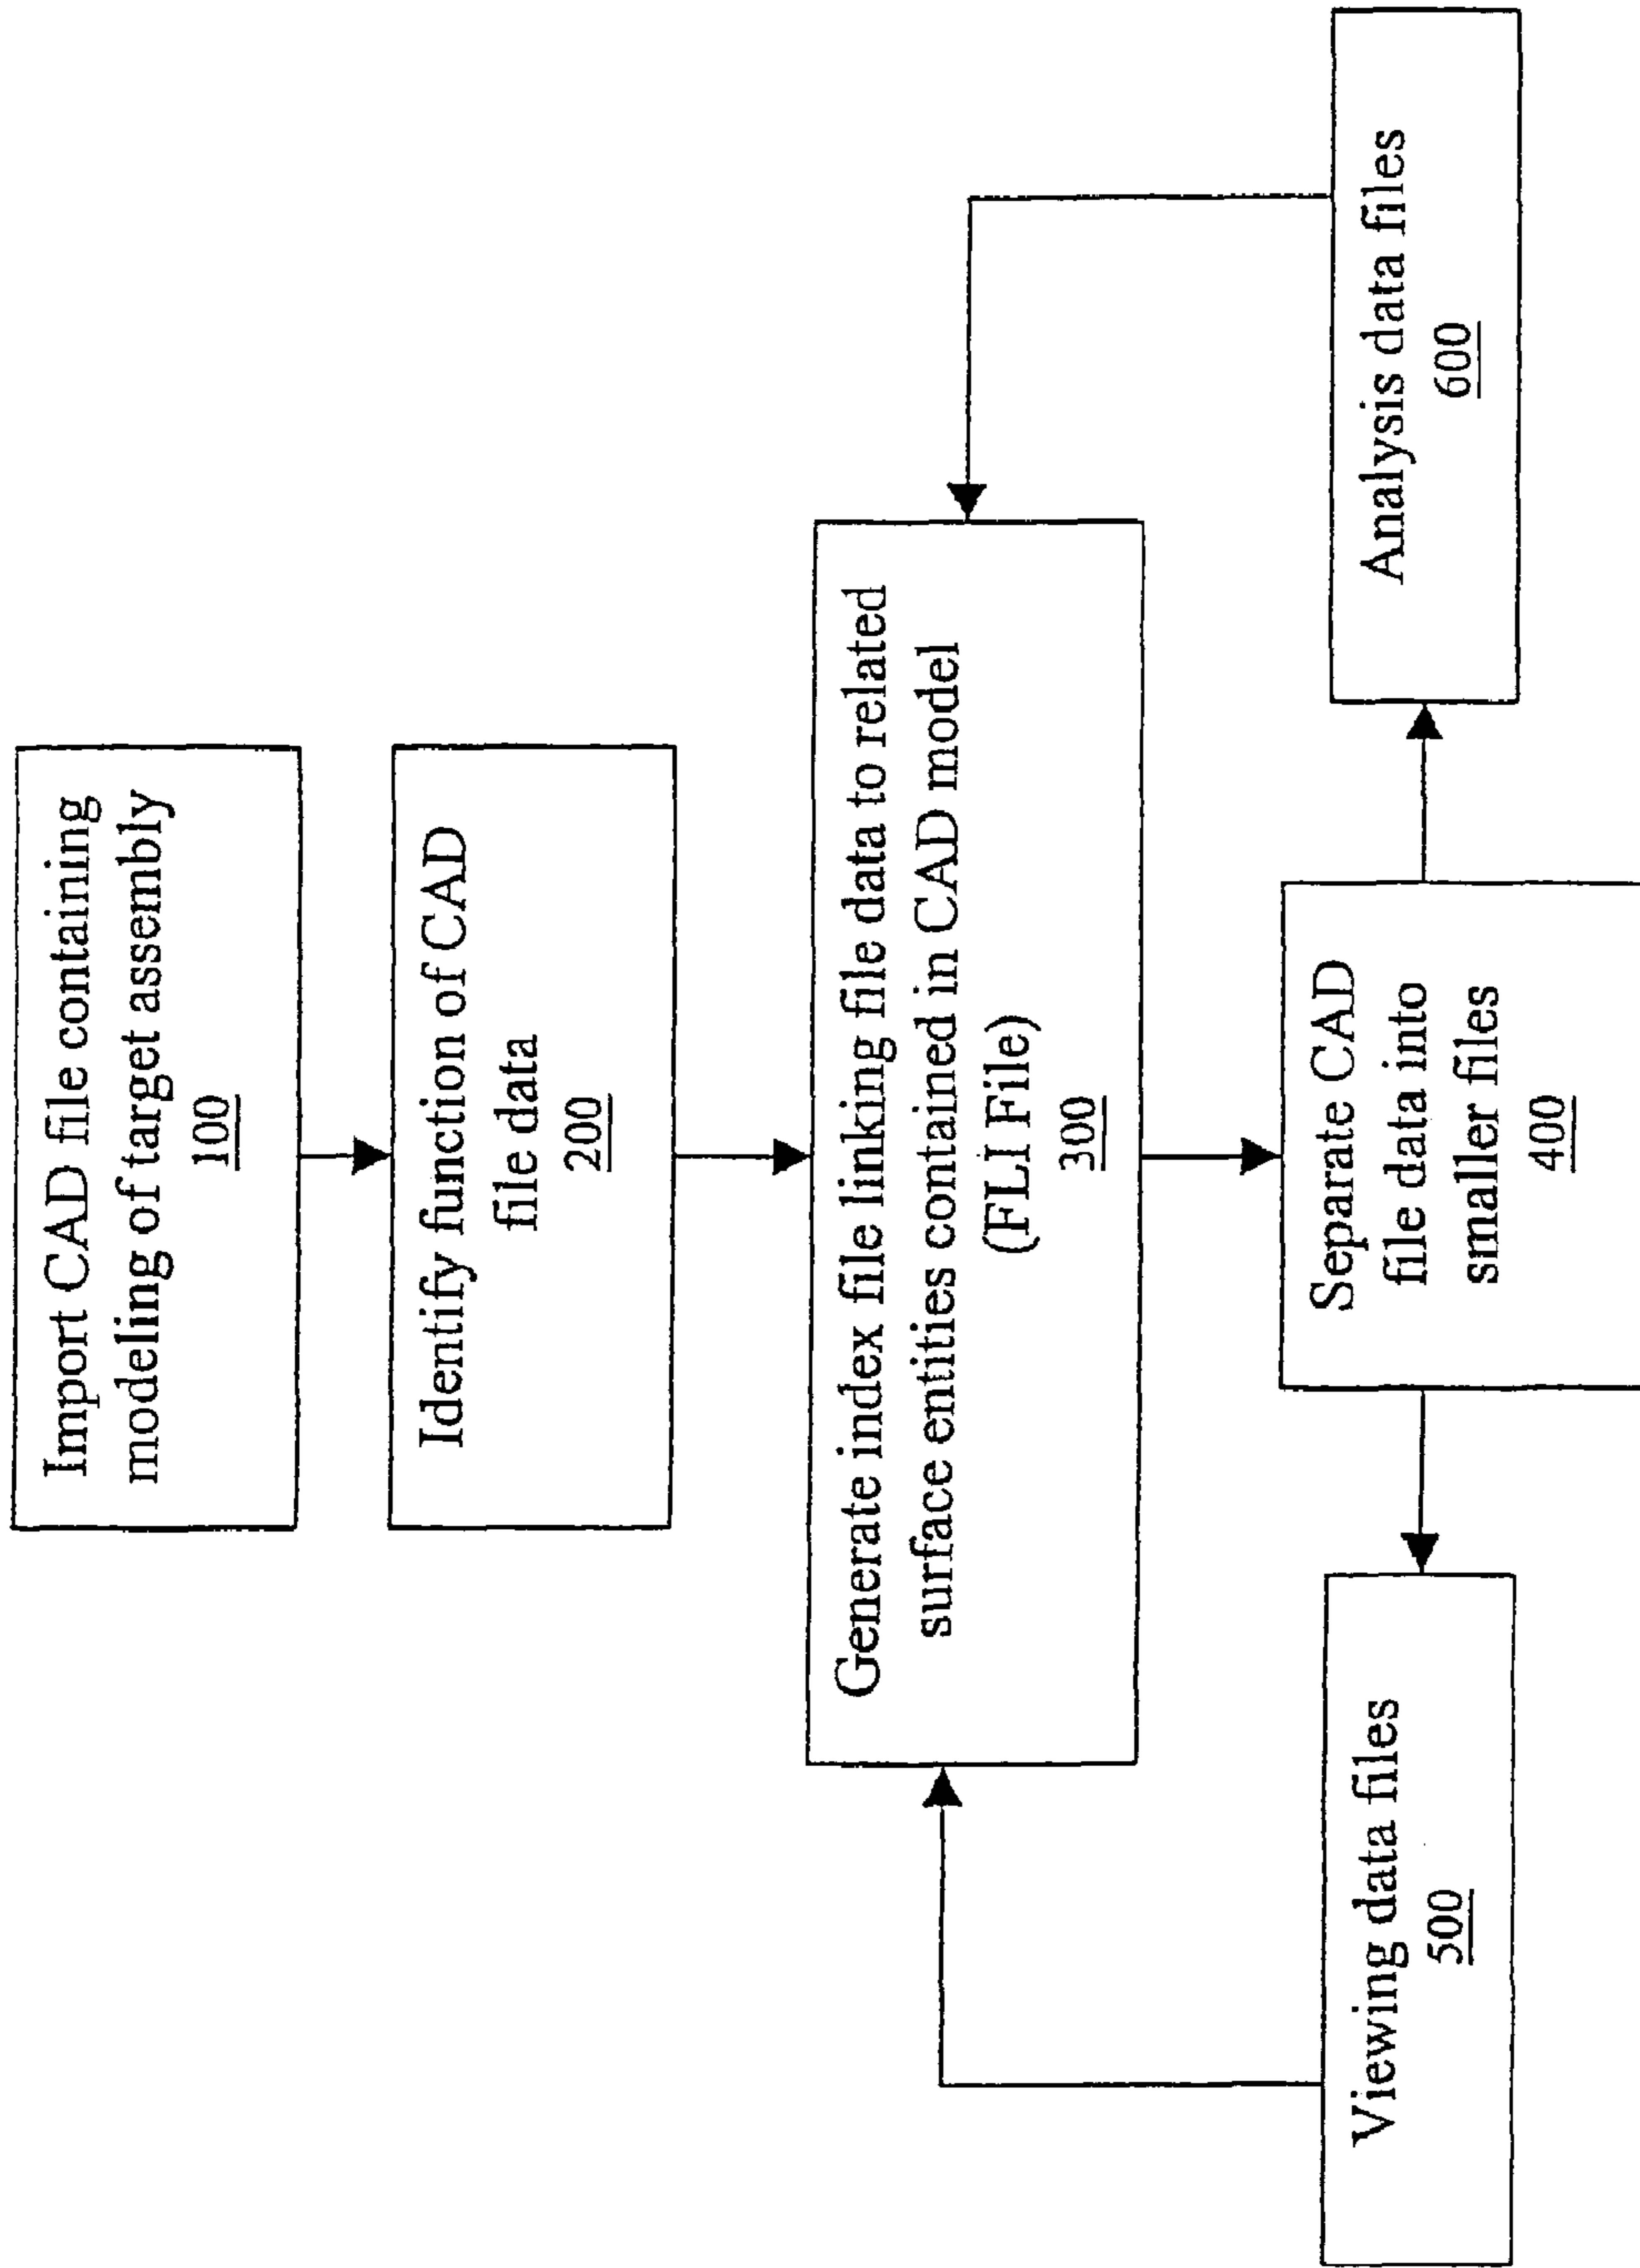 Import CAD file containing
modeling of target assembly
100
Identify function of CAD
file data
200
Generate index file linking file data to related
surface entities contained in CAD model
(FLI File)
300
Separate CAD
file data into
smaller files
400
Viewing data files
500
Analysis data files
600